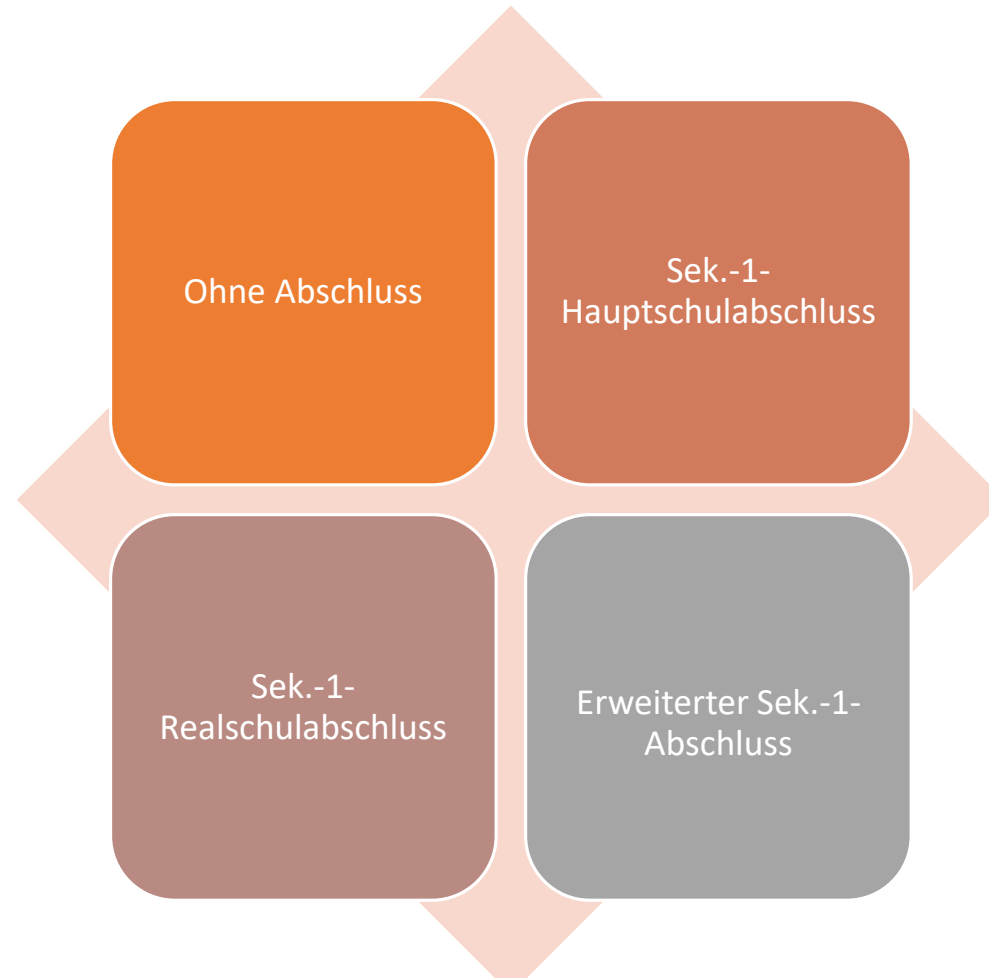 Ohne Abschluss
Sek.-1-
Hauptschulabschluss
Sek.-1-
Realschulabschluss
Erweiterter Sek.-1-
Abschluss